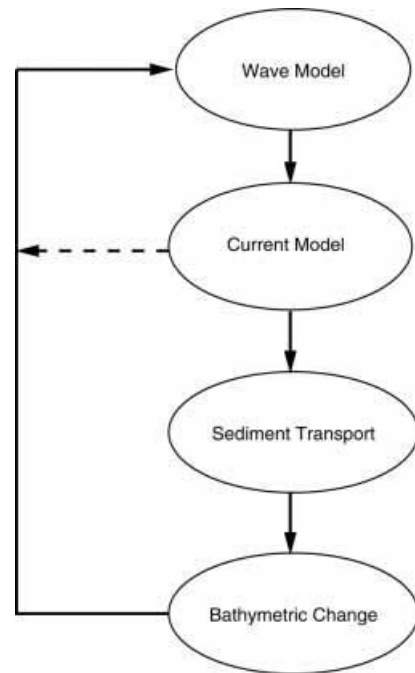 Wave Model
Current Model
Sediment Transport
Bathymetric Change